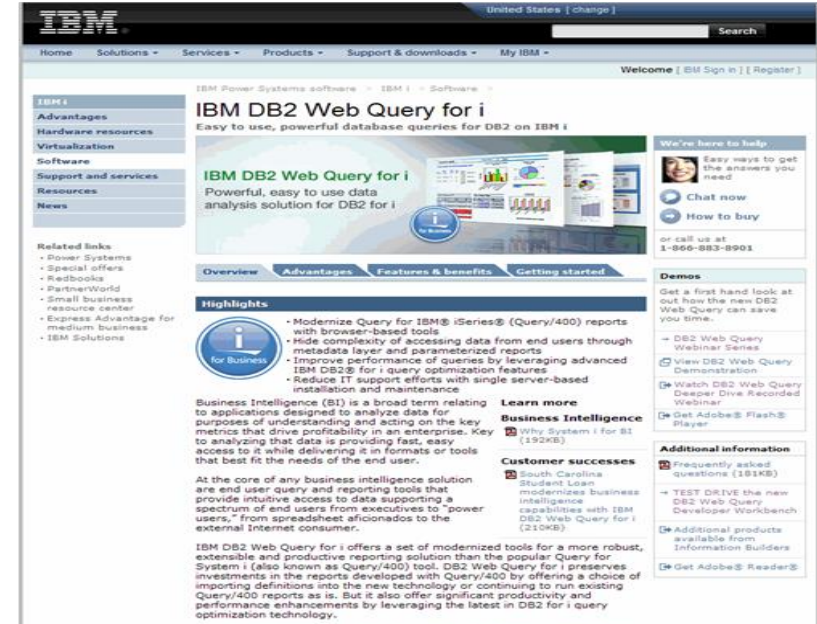 United States [ change ]
IBM
Search
Home Solutions Services Products Support & downloads My IBM
Welcome [ IBM Sign in ] [ Register ]
IBM Power Systems software > IBM i > Software >
IBM i
Advantages
Hardware resources
Virtualization
Software
Support and services
Resources
News
Related links
· Power Systems
· Special offers
· Redbooks
· PartnerWorld
· Small business
resource center
· Express Advantage for
medium business
· IBM Solutions
IBM DB2 Web Query for i
Easy to use, powerful database queries for DB2 on IBM i
IBM DB2 Web Query for i
Powerful, easy to use data
analysis solution for DB2 for i
i
for Business
Overview Advantages Features & benefits Getting started
Highlights
i
for Business
· Modernize Query for IBM® iSeries® (Query/400) reports
with browser-based tools
· Hide complexity of accessing data from end users through
metadata layer and parameterized reports
· Improve performance of queries by leveraging advanced
IBM DB2® for i query optimization features
· Reduce IT support efforts with single server-based
installation and maintenance
Business Intelligence (BI) is a broad term relating
to applications designed to analyze data for
purposes of understanding and acting on the key
metrics that drive profitability in an enterprise. Key
to analyzing that data is providing fast, easy
access to it while delivering it in formats or tools
that best fit the needs of the end user.
At the core of any business intelligence solution
are end user query and reporting tools that
provide intuitive access to data supporting a
spectrum of end users from executives to "power
users," from spreadsheet aficionados to the
external Internet consumer.
Learn more
Business Intelligence
Why System i for BI
(192KB)
Customer successes
South Carolina
Student Loan
modernizes business
intelligence
capabilities with IBM
DB2 Web Query for i
(210KB)
IBM DB2 Web Query for i offers a set of modernized tools for a more robust,
extensible and productive reporting solution than the popular Query for
System i (also known as Query/400) tool. DB2 Web Query for i preserves
investments in the reports developed with Query/400 by offering a choice of
importing definitions into the new technology or continuing to run existing
Query/400 reports as is. But it also offer significant productivity and
performance enhancements by leveraging the latest in DB2 for i query
optimization technology.
We're here to help
Easy ways to get
the answers you
need
Chat now
How to buy
or call us at
1-866-883-8901
Demos
Get a first hand look at
out how the new DB2
Web Query can save
you time.
DB2 Web Query
Webinar Series
View DB2 Web Query
Demonstration
Watch DB2 Web Query
Deeper Dive Recorded
Webinar
Get Adobe® Flash®
Player
Additional information
Frequently asked
questions (181KB)
TEST DRIVE the new
DB2 Web Query
Developer Workbench
Additional products
available from
Information Builders
Get Adobe® Reader®